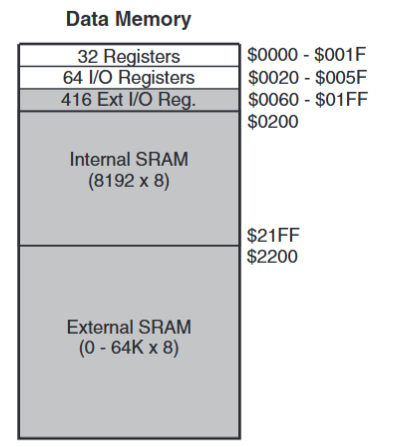 Data Memory
32 Registers $0000 - $001F
64 I/O Registers $0020 - $005F
416 Ext I/O Reg. $0060 - $01FF
$0200
Internal SRAM
(8192 x 8)
$21FF
$2200
External SRAM
(0 - 64K x 8)